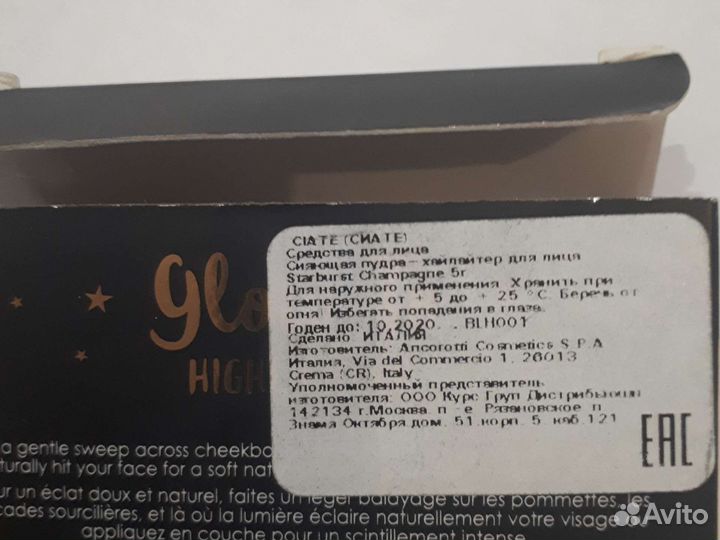 CIATE (СИАТЕ)
Средства для лица
Сияющая пудра - хайлайтер для лица
Starburst Champagne 5г
Для наружного применения. Хранить при
температуре от + 5 до + 25 °С. Беречь от
огня. Избегать попадания в глаза.
Годен до: 10.2020. BLH001
Сделано: ИТАЛИЯ
Изготовитель: Ancorotti Cosmetics S.P.A
Италия, Via del Commercio 1, 26013
Crema (CR), Italy
Уполномоченный представитель
изготовителя: ООО Курс Груп Дистрибьюшн
142134 г.Москва, п-е Рязановское п.
Знамя Октября дом. 51.корп. 5, каб.121
EAC
glo
HIGH
a gentle sweep across cheekbo
turally hit your face for a soft nat
ur un éclat doux et naturel, faites un léger balayage sur les pommettes, les
cades sourcilières, et là où la lumière éclaire naturellement votre visage o
appliquez en couche pour un scintillement intense
Avito